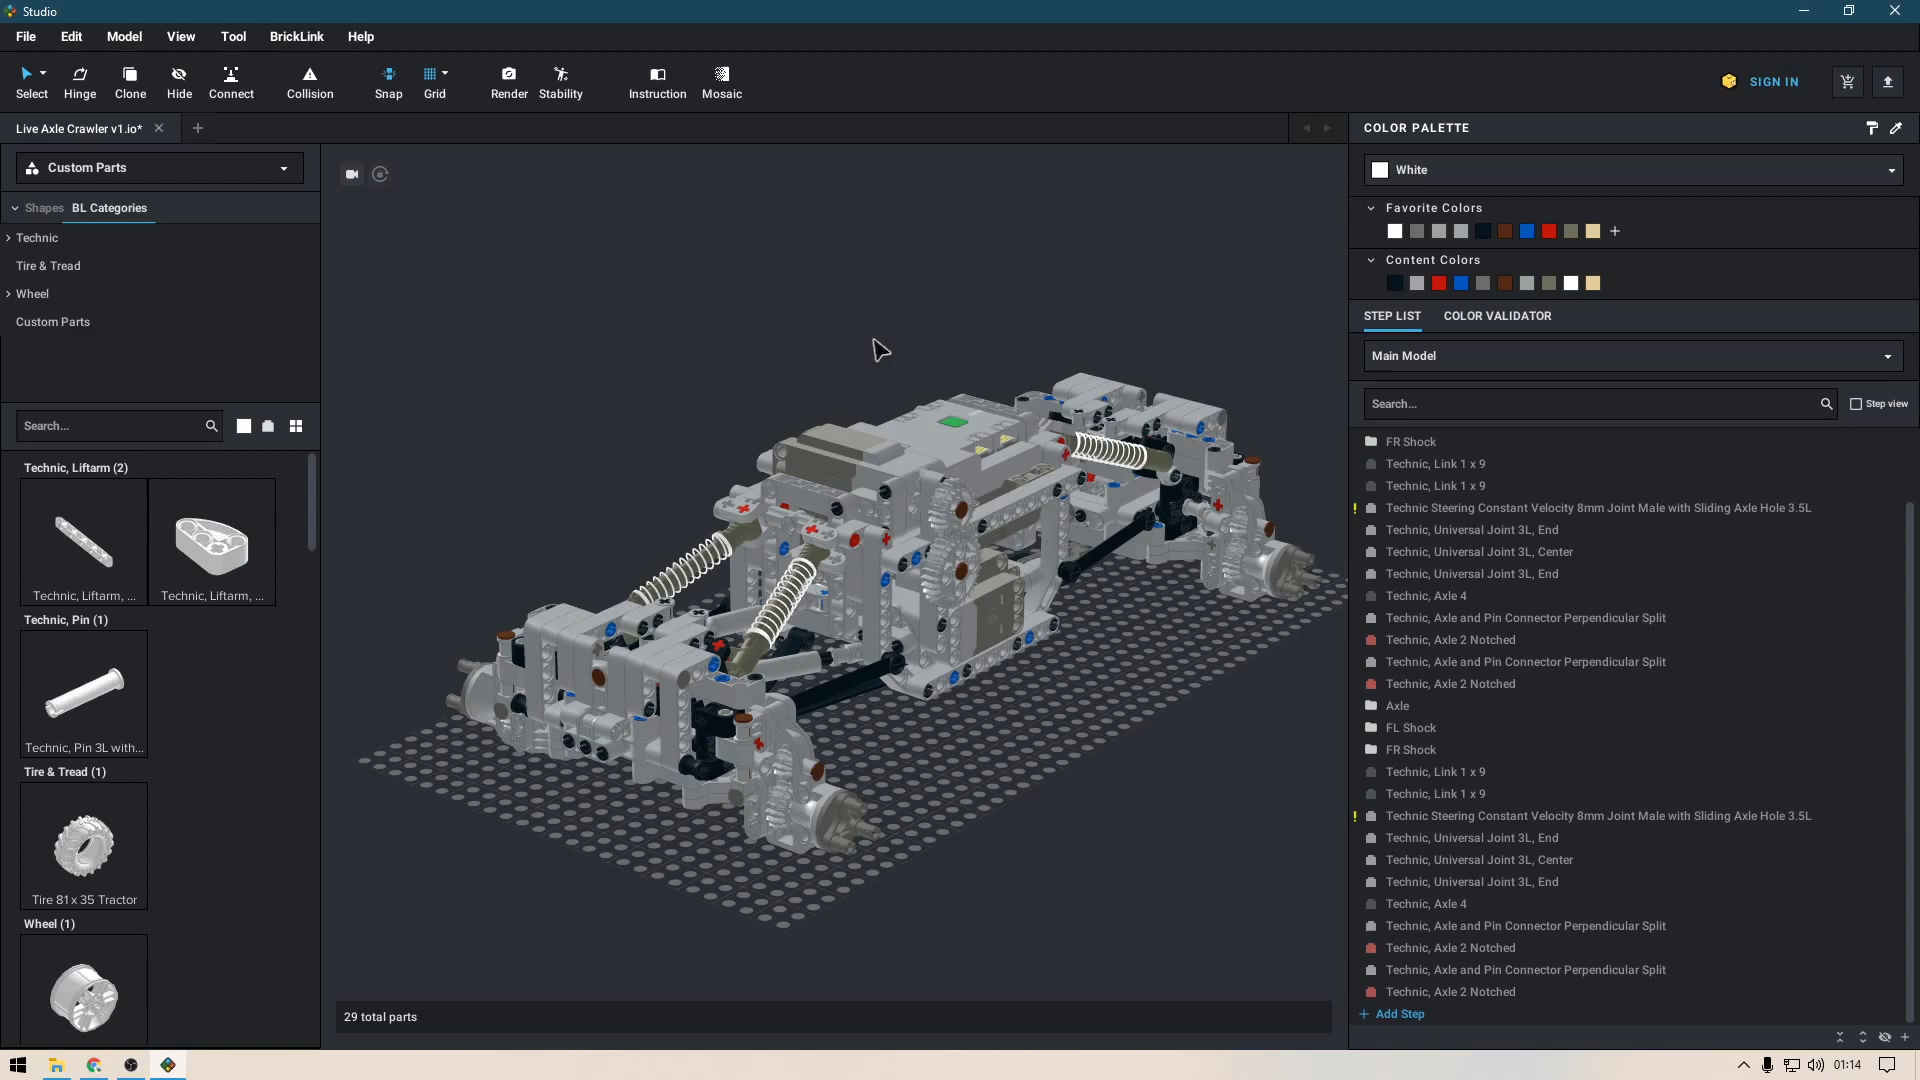 Studio
File Edit Model View Tool BrickLink Help
Select Hinge Clone Hide Connect Collision Snap Grid Render Stability Instruction Mosaic SIGN IN
Live Axle Crawler v1.io*
Custom Parts
Shapes BL Categories
Technic
Tire & Tread
Wheel
Custom Parts
Search...
Technic, Liftarm (2)
Technic, Liftarm, ... Technic, Liftarm, ...
Technic, Pin (1)
Technic, Pin 3L with...
Tire & Tread (1)
Tire 81 x 35 Tractor
Wheel (1)
29 total parts
COLOR PALETTE
White
Favorite Colors
Content Colors
STEP LIST COLOR VALIDATOR
Main Model
Search... Step view
FR Shock
Technic, Link 1 x 9
Technic, Link 1 x 9
! Technic Steering Constant Velocity 8mm Joint Male with Sliding Axle Hole 3.5L
Technic, Universal Joint 3L, End
Technic, Universal Joint 3L, Center
Technic, Universal Joint 3L, End
Technic, Axle 4
Technic, Axle and Pin Connector Perpendicular Split
Technic, Axle 2 Notched
Technic, Axle and Pin Connector Perpendicular Split
Technic, Axle 2 Notched
Axle
FL Shock
FR Shock
Technic, Link 1 x 9
Technic, Link 1 x 9
! Technic Steering Constant Velocity 8mm Joint Male with Sliding Axle Hole 3.5L
Technic, Universal Joint 3L, End
Technic, Universal Joint 3L, Center
Technic, Universal Joint 3L, End
Technic, Axle 4
Technic, Axle and Pin Connector Perpendicular Split
Technic, Axle 2 Notched
Technic, Axle and Pin Connector Perpendicular Split
Technic, Axle 2 Notched
+ Add Step
01:14